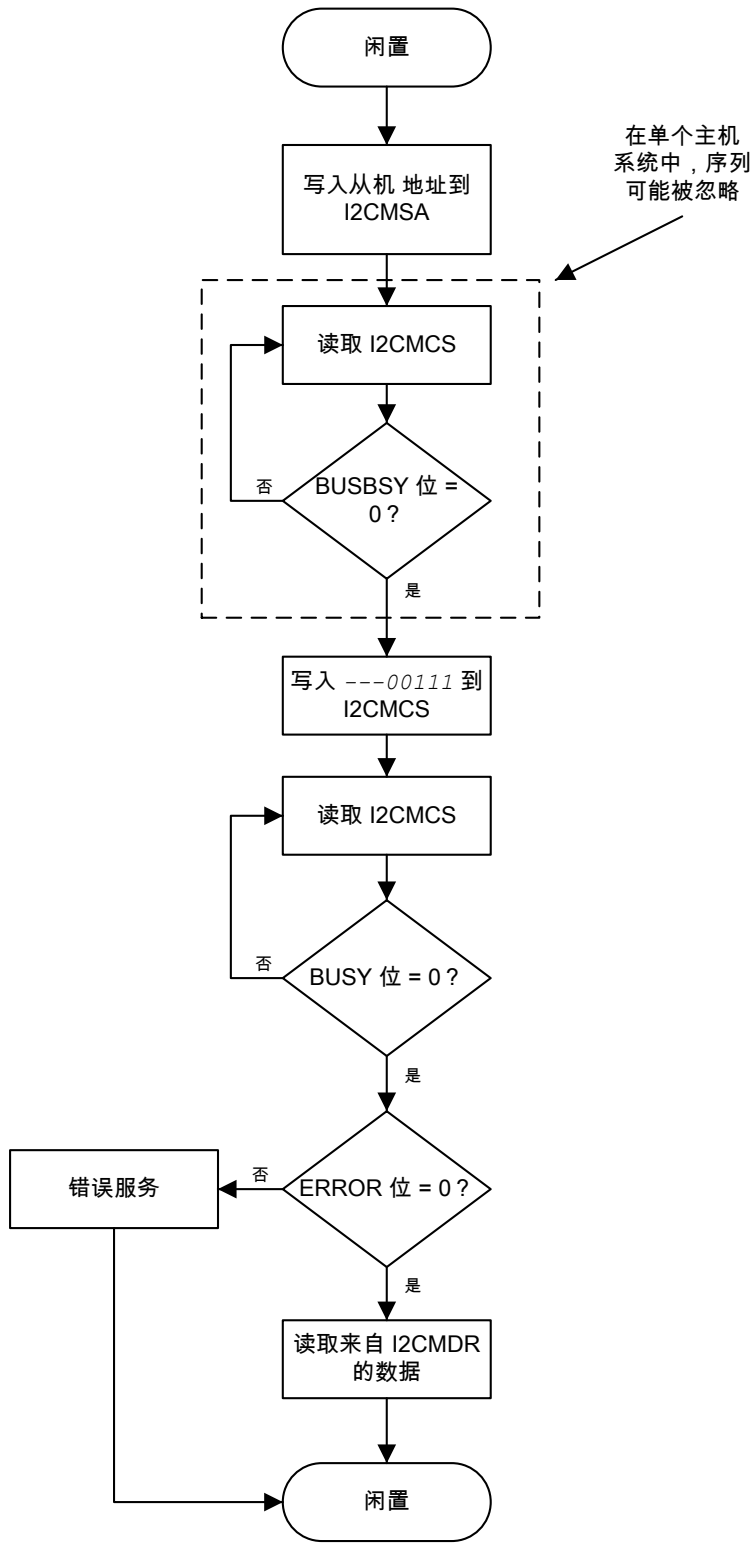 闲置
在单个主机
系统中，序列
可能被忽略
写入从机 地址到
I2CMSA
读取 I2CMCS
否
BUSBSY 位 =
0？
是
写入 ---00111 到
I2CMCS
读取 I2CMCS
否
BUSY 位 = 0？
是
错误服务
否
ERROR 位 = 0？
是
读取来自 I2CMDR
的数据
闲置